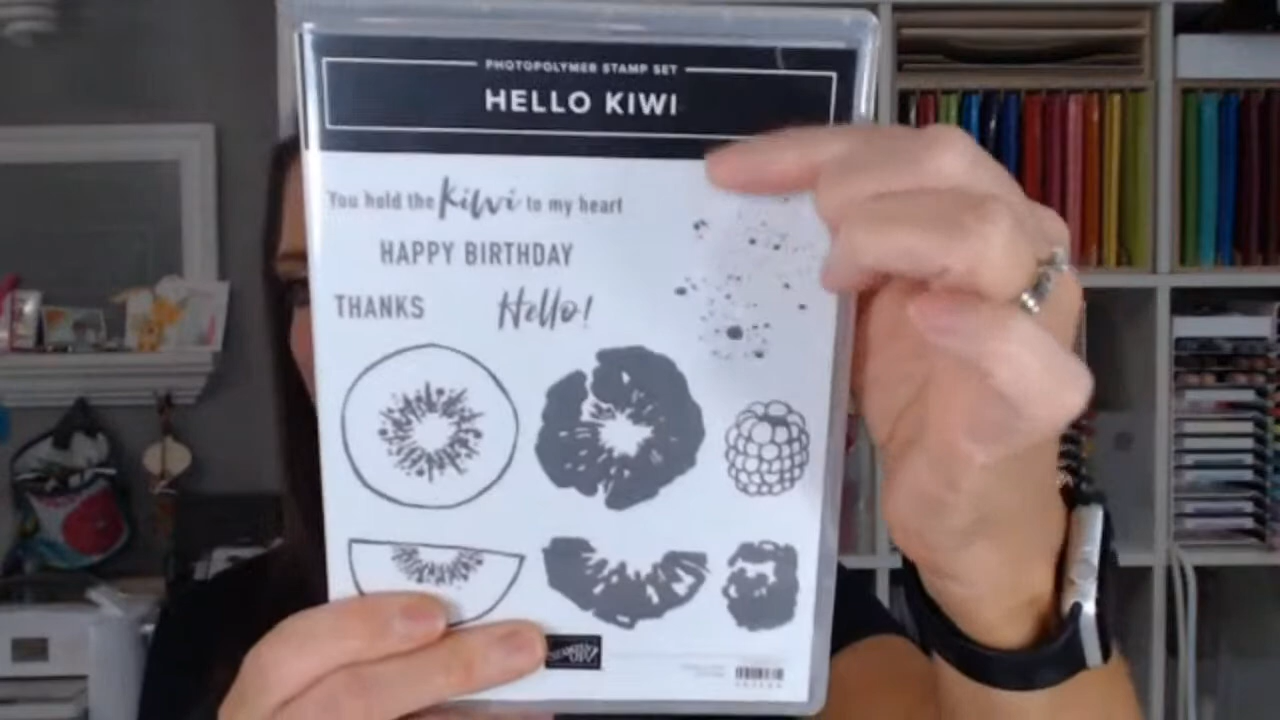 PHOTOPOLYMER STAMP SET
HELLO KIWI
You hold the kiwi to my heart
HAPPY BIRTHDAY
THANKS
Hello!